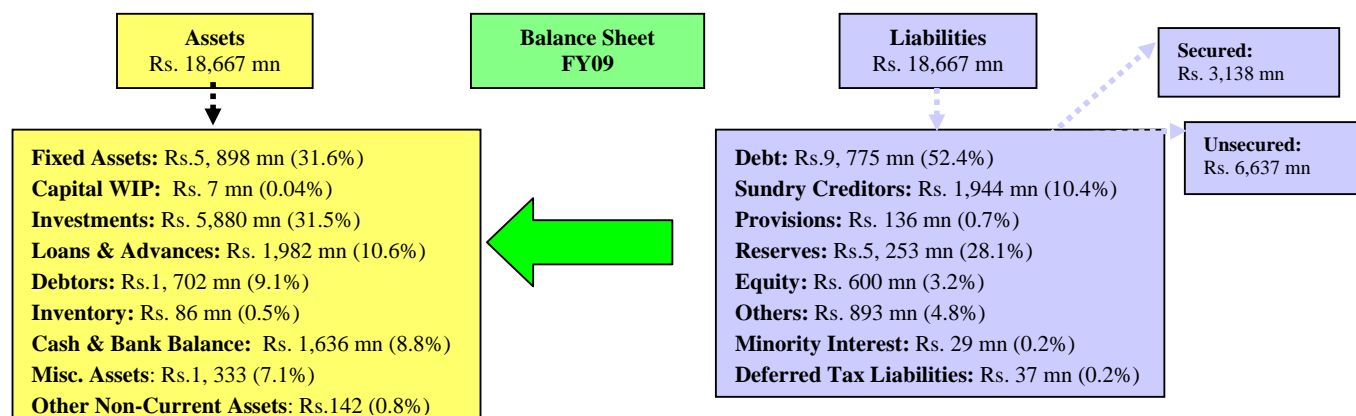 Assets
Rs. 18,667 mn
Balance Sheet
FY09
Liabilities
Rs. 18,667 mn
Secured:
Rs. 3,138 mn
Unsecured:
Rs. 6,637 mn
Fixed Assets: Rs.5, 898 mn (31.6%)
Capital WIP: Rs. 7 mn (0.04%)
Investments: Rs. 5,880 mn (31.5%)
Loans & Advances: Rs. 1,982 mn (10.6%)
Debtors: Rs.1, 702 mn (9.1%)
Inventory: Rs. 86 mn (0.5%)
Cash & Bank Balance: Rs. 1,636 mn (8.8%)
Misc. Assets: Rs.1, 333 mn (7.1%)
Other Non-Current Assets: Rs.142 (0.8%)
Debt: Rs.9, 775 mn (52.4%)
Sundry Creditors: Rs. 1,944 mn (10.4%)
Provisions: Rs. 136 mn (0.7%)
Reserves: Rs.5, 253 mn (28.1%)
Equity: Rs. 600 mn (3.2%)
Others: Rs. 893 mn (4.8%)
Minority Interest: Rs. 29 mn (0.2%)
Deferred Tax Liabilities: Rs. 37 mn (0.2%)